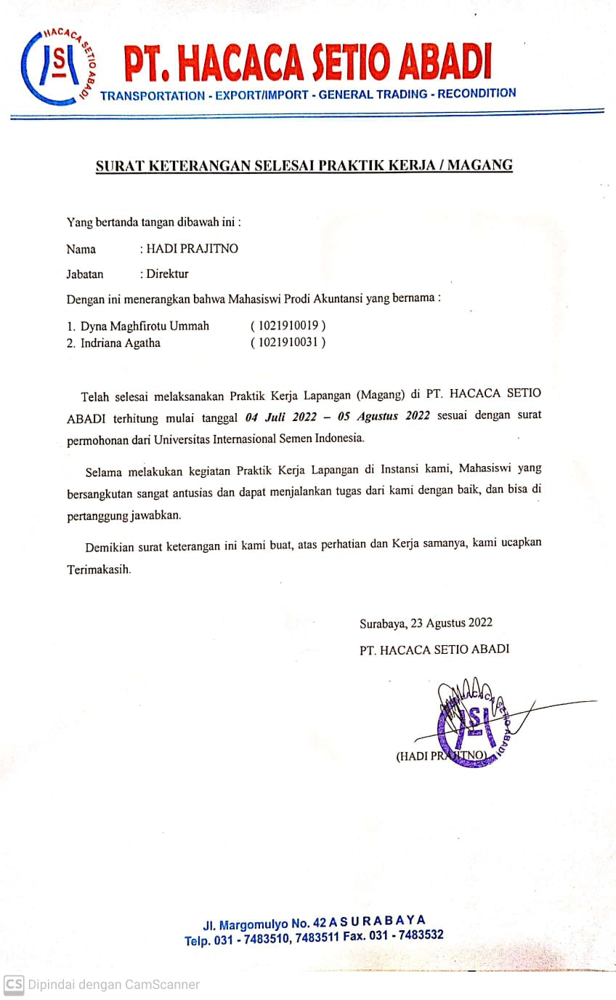 HACACA SETIO ABADI
S
PT. HACACA SETIO ABADI
TRANSPORTATION - EXPORT/IMPORT - GENERAL TRADING - RECONDITION
SURAT KETERANGAN SELESAI PRAKTIK KERJA / MAGANG
Yang bertanda tangan dibawah ini :
Nama : HADI PRAJITNO
Jabatan : Direktur
Dengan ini menerangkan bahwa Mahasiswi Prodi Akuntansi yang bernama :
1. Dyna Maghfirotu Ummah ( 1021910019 )
2. Indriana Agatha ( 1021910031 )
Telah selesai melaksanakan Praktik Kerja Lapangan (Magang) di PT. HACACA SETIO
ABADI terhitung mulai tanggal 04 Juli 2022 – 05 Agustus 2022 sesuai dengan surat
permohonan dari Universitas Internasional Semen Indonesia.
Selama melakukan kegiatan Praktik Kerja Lapangan di Instansi kami, Mahasiswi yang
bersangkutan sangat antusias dan dapat menjalankan tugas dari kami dengan baik, dan bisa di
pertanggung jawabkan.
Demikian surat keterangan ini kami buat, atas perhatian dan Kerja samanya, kami ucapkan
Terimakasih.
Surabaya, 23 Agustus 2022
PT. HACACA SETIO ABADI
HACACA SETIO ABADI
S
(HADI PRAJITNO)
Jl. Margomulyo No. 42 A S U R A B A Y A
Telp. 031 - 7483510, 7483511 Fax. 031 - 7483532
CS Dipindai dengan CamScanner